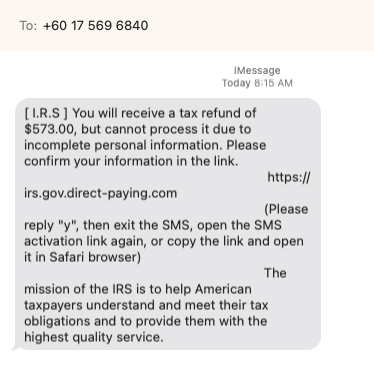 To: +60 17 569 6840
iMessage
Today 8:15 AM
[ I.R.S ] You will receive a tax refund of
$573.00, but cannot process it due to
incomplete personal information. Please
confirm your information in the link.
https://
irs.gov.direct-paying.com
(Please
reply "y", then exit the SMS, open the SMS
activation link again, or copy the link and open
it in Safari browser)
The
mission of the IRS is to help American
taxpayers understand and meet their tax
obligations and to provide them with the
highest quality service.